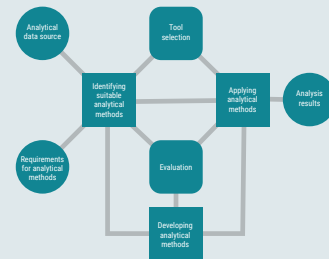 Analytical
data source
Tool
selection
Identifying
suitable
analytical
methods
Applying
analytical
methods
Analysis
results
Requirements
for analytical
methods
Evaluation
Developing
analytical
methods